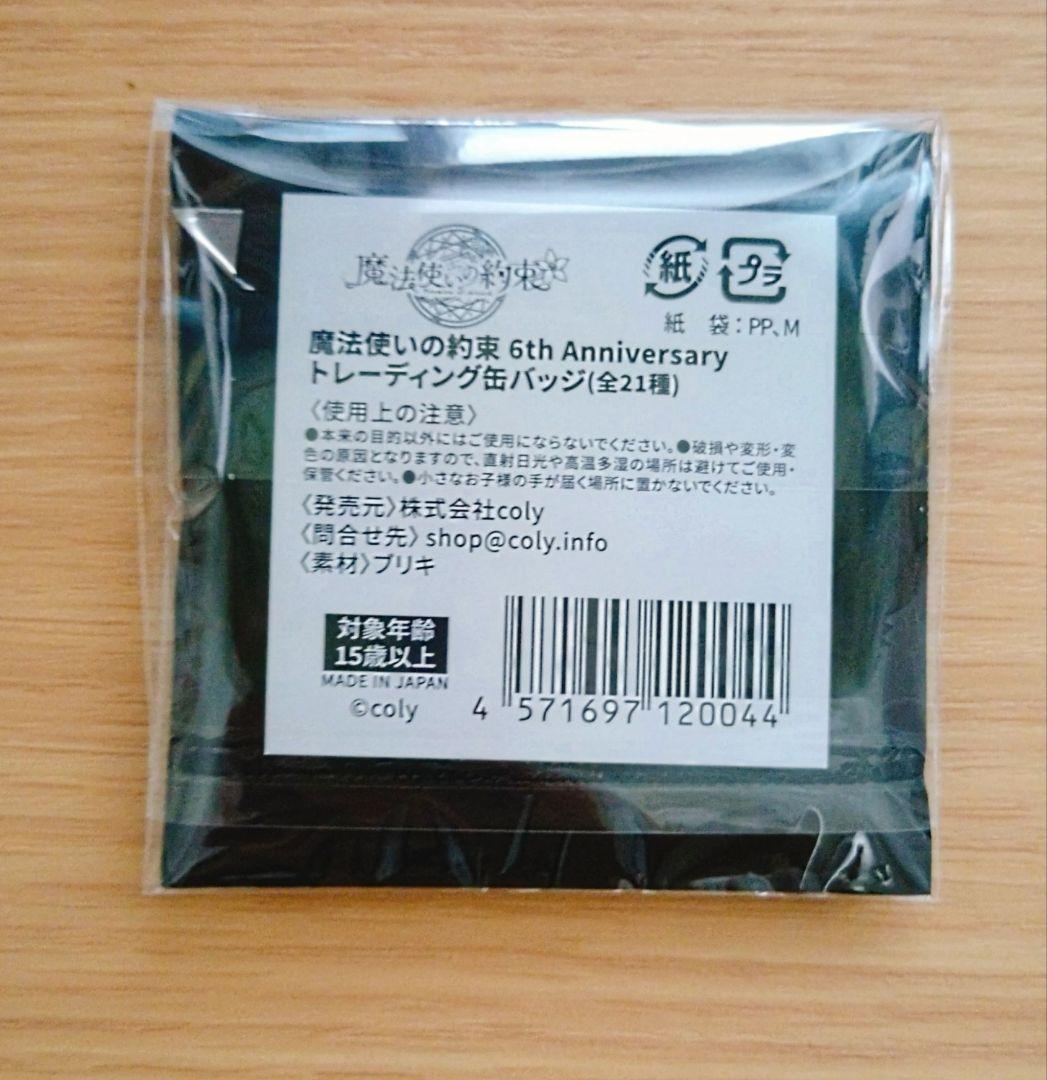 魔法使いの約束
紙 プラ
紙 袋：PP、M
魔法使いの約束 6th Anniversary
トレーディング缶バッジ(全21種)
〈使用上の注意〉
●本来の目的以外にはご使用にならないでください。●破損や変形・変
色の原因となりますので、直射日光や高温多湿の場所は避けてご使用・
保管ください。●小さなお子様の手が届く場所に置かないでください。
〈発売元〉株式会社coly
〈問合せ先〉shop@coly.info
〈素材〉ブリキ
対象年齢
15歳以上
MADE IN JAPAN
©coly
4 571697 120044